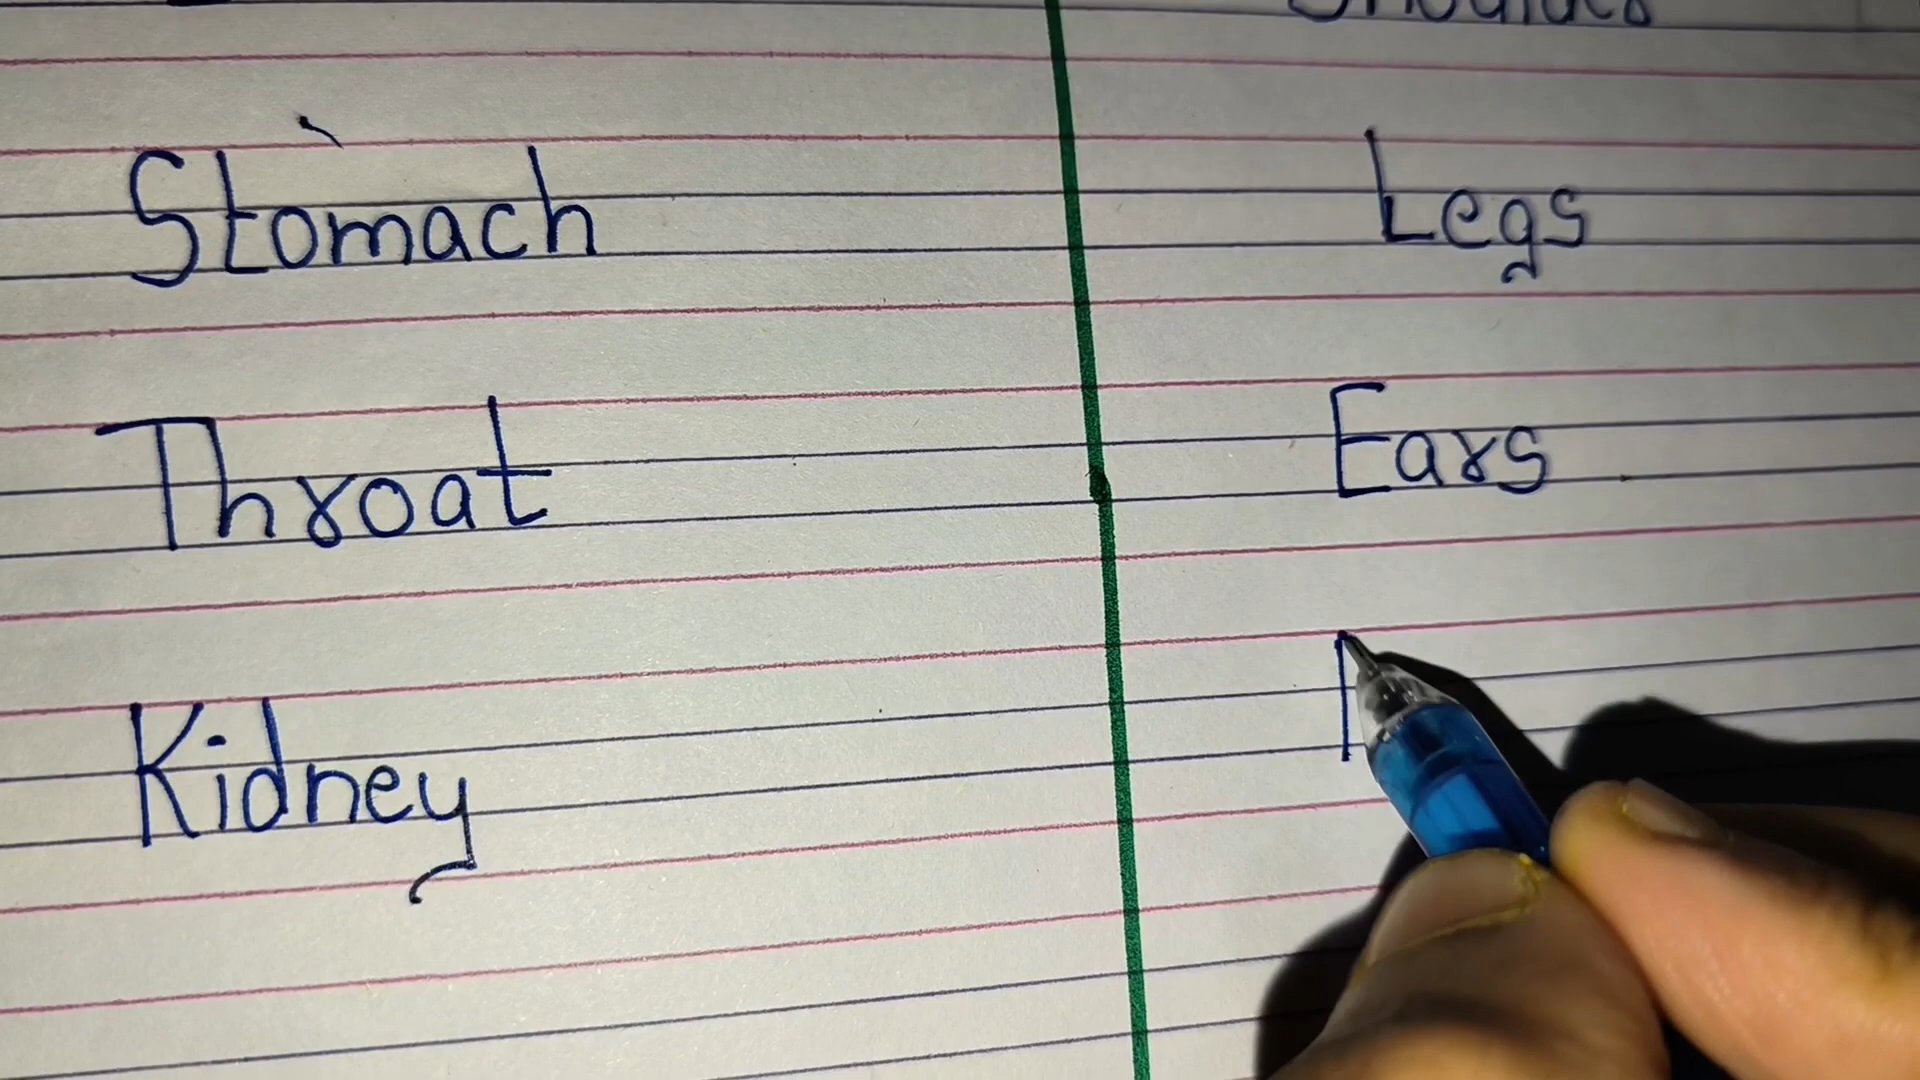 Stomach
Throat
Kidney
Legs
Ears